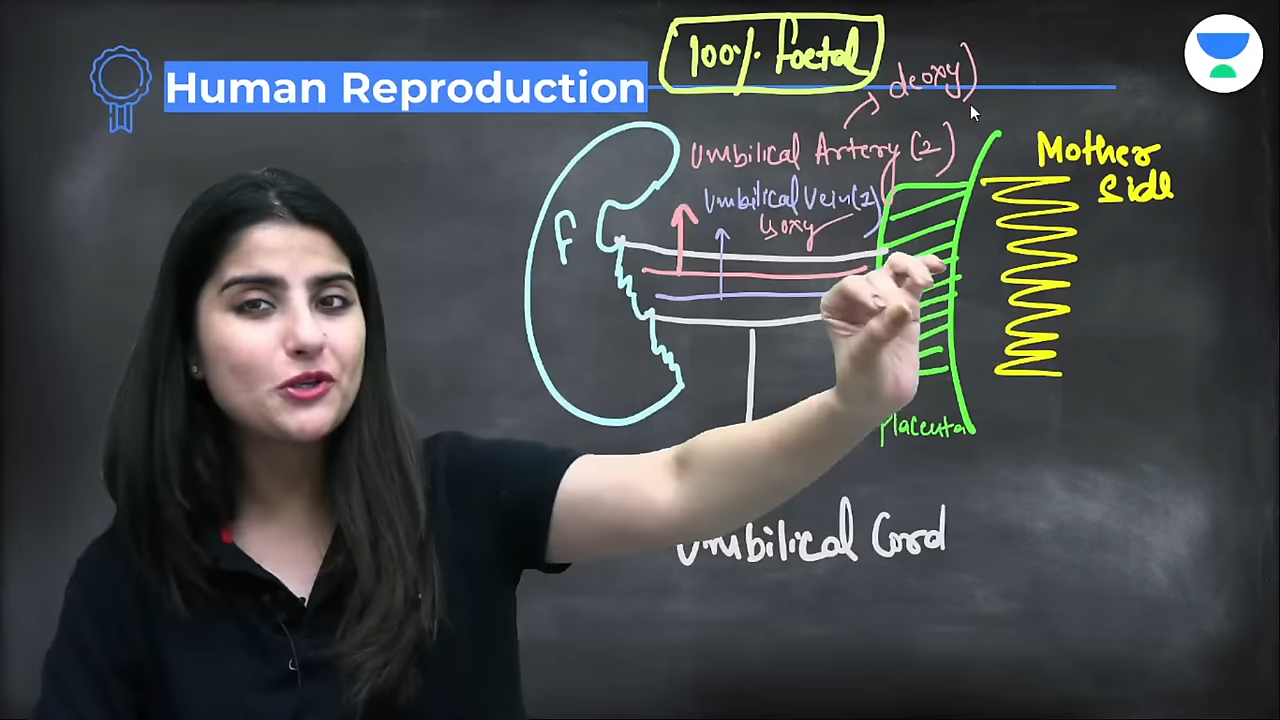 100% foetal
deoxy)
Human Reproduction
Umbilical Artery (2)
Mother
Side
Umbilical Vein(1)
↳oxy
F
Placenta
Umbilical Cord